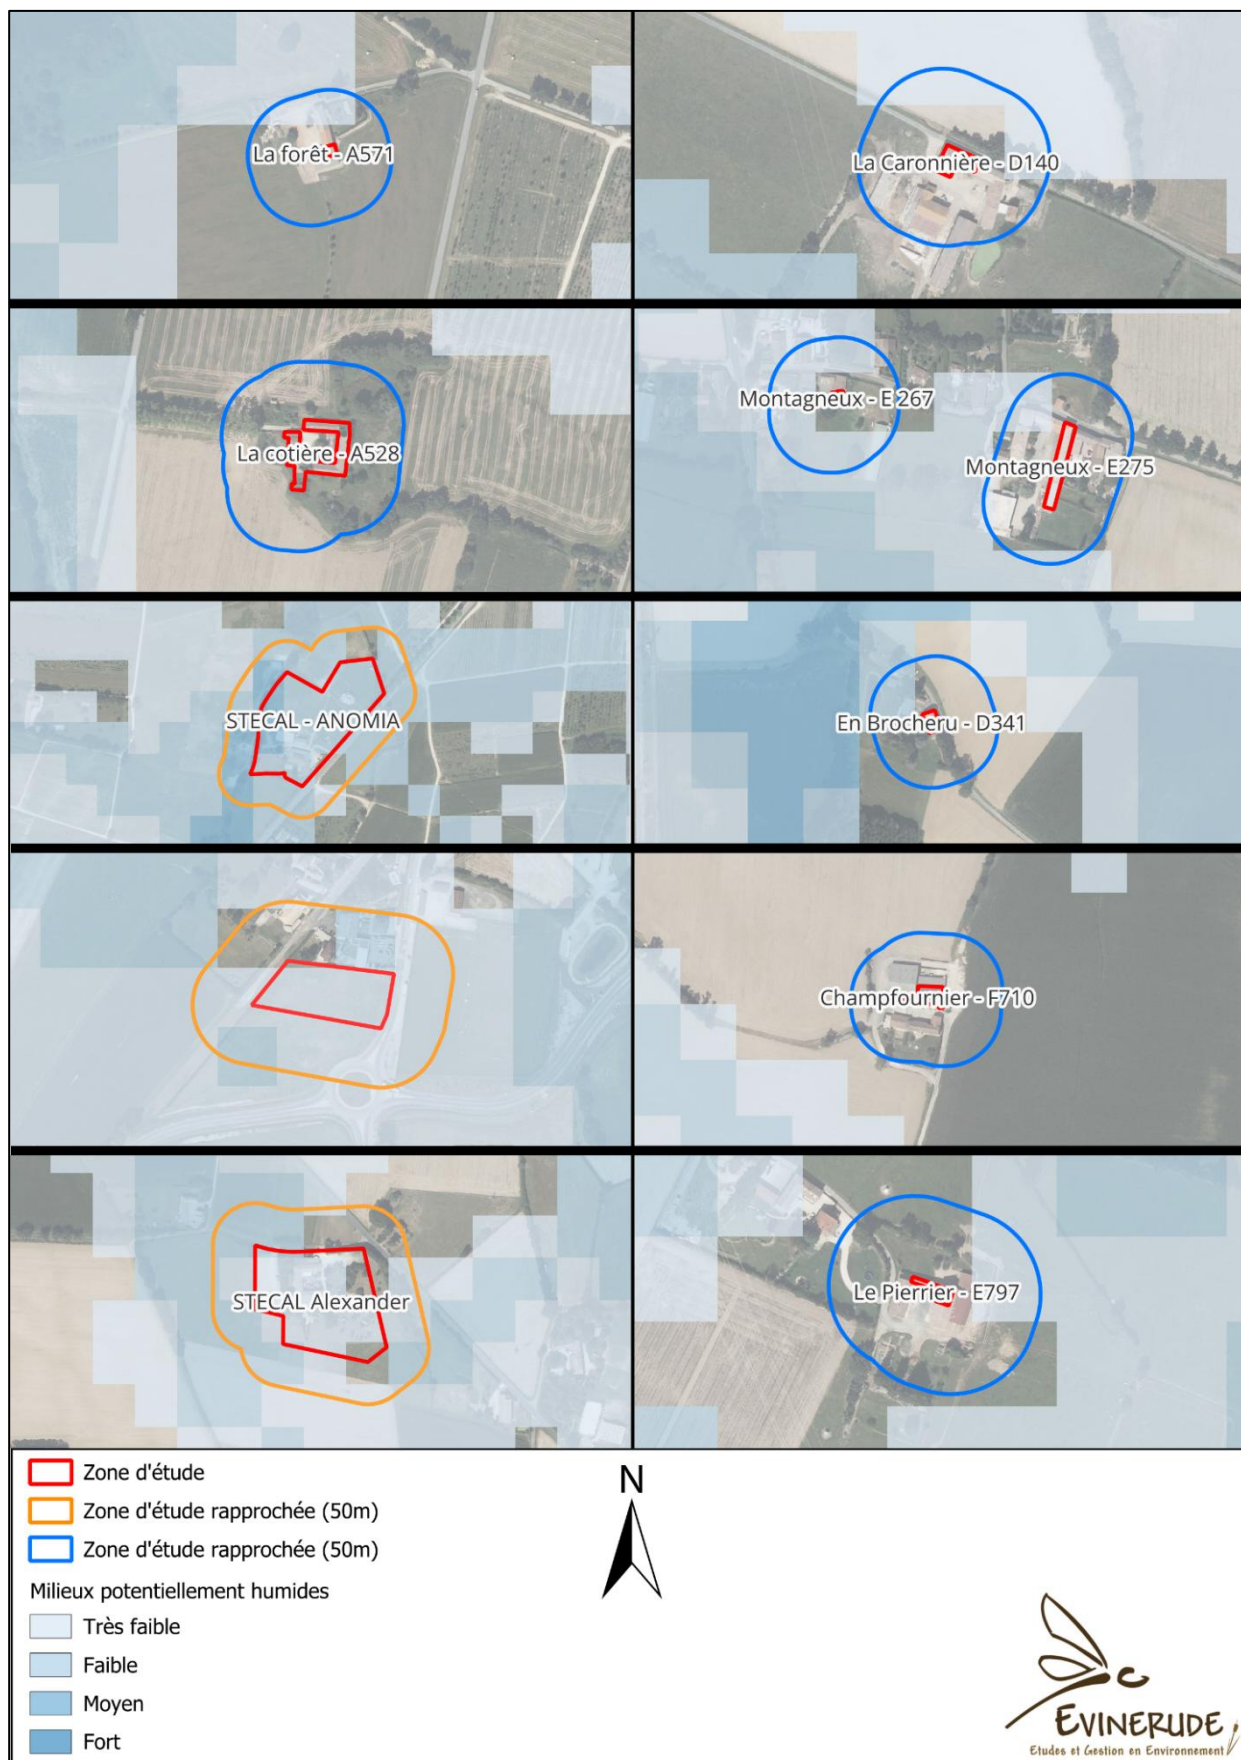 La forêt - A571
La Caronnière - D140
La cotière - A528
Montagneux - E 267
Montagneux - E275
STECAL - ANOMIA
En Brocheru - D341
Champfournier - F710
STECAL Alexander
Le Pierrier - E797
Zone d'étude
Zone d'étude rapprochée (50m)
Zone d'étude rapprochée (50m)
Milieux potentiellement humides
Très faible
Faible
Moyen
Fort
N
EVINERUDE
Etudes et Gestion en Environnement